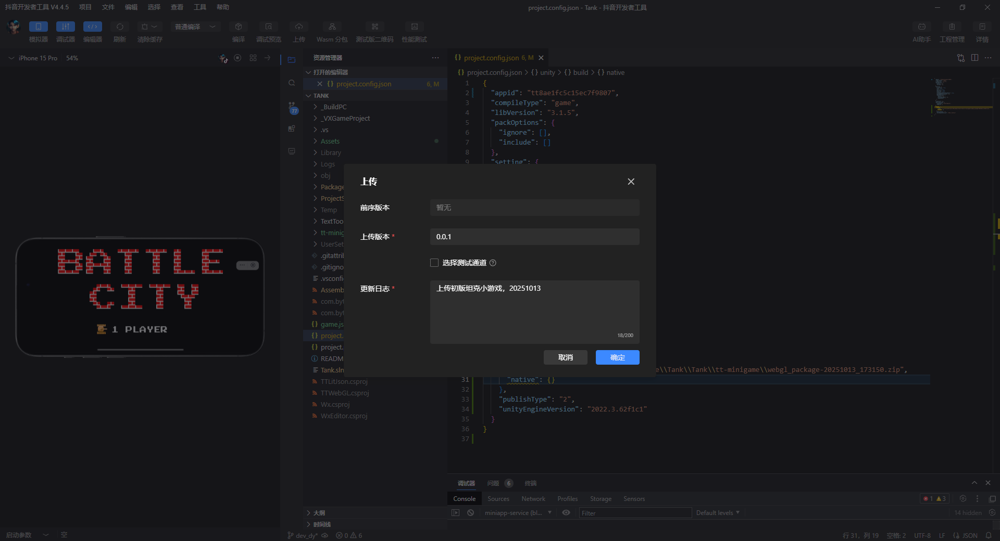 抖音开发者工具 V4.4.5 项目 文件 编辑 选择 查看 工具 帮助
project.config.json - Tank - 抖音开发者工具
普通编译
模拟器 调试器 编辑器 刷新 清除缓存 编译 调试预览 上传 Wasm 分包 测试版二维码 性能测试 AI助手 工程管理 详情
iPhone 15 Pro 54%
BATTLE
CITY
1 PLAYER
启动参数 空
77
资源管理器
打开的编辑器
project.config.json 6, M
TANK
_BuildPC
_VXGameProject
.vs
Assets
Library
Logs
obj
Package
ProjectS
Temp
TextToo
tt-minig
UserSet
.gitattrib
.gitigno
.vsconfi
Assemb
com.byt
com.byt
game.js
project.
project.
READM
Tank.sln
TTLitJson.csproj
TTWebGL.csproj
Wx.csproj
WxEditor.csproj
大纲
时间线
{} project.config.json 6, M
{} project.config.json > {} unity > {} build > {} native
1 {
2 "appid": "tt8ae1fc5c15ec7f9807",
3 "compileType": "game",
4 "libVersion": "3.1.5",
5 "packOptions": {
6 "ignore": [],
7 "include": []
8 },
9 "setting": {
e\\Tank\\Tank\\tt-minigame\\webgl_package-20251013_173150.zip",
31 "native": {}
32 },
33 "publishType": "2",
34 "unityEngineVersion": "2022.3.62f1c1"
35 }
36 }
37
上传
前序版本 暂无
上传版本 * 0.0.1
选择测试通道
更新日志 * 上传初版坦克小游戏，20251013
18/200
取消 确定
调试器 问题 6 终端
Console Sources Network Profiles Storage Sensors 1 3
miniapp-service (bl... Filter Default levels 14 hidden
dev_dy* 0 6 行 31，列 19 空格: 2 UTF-8 LF {} JSON